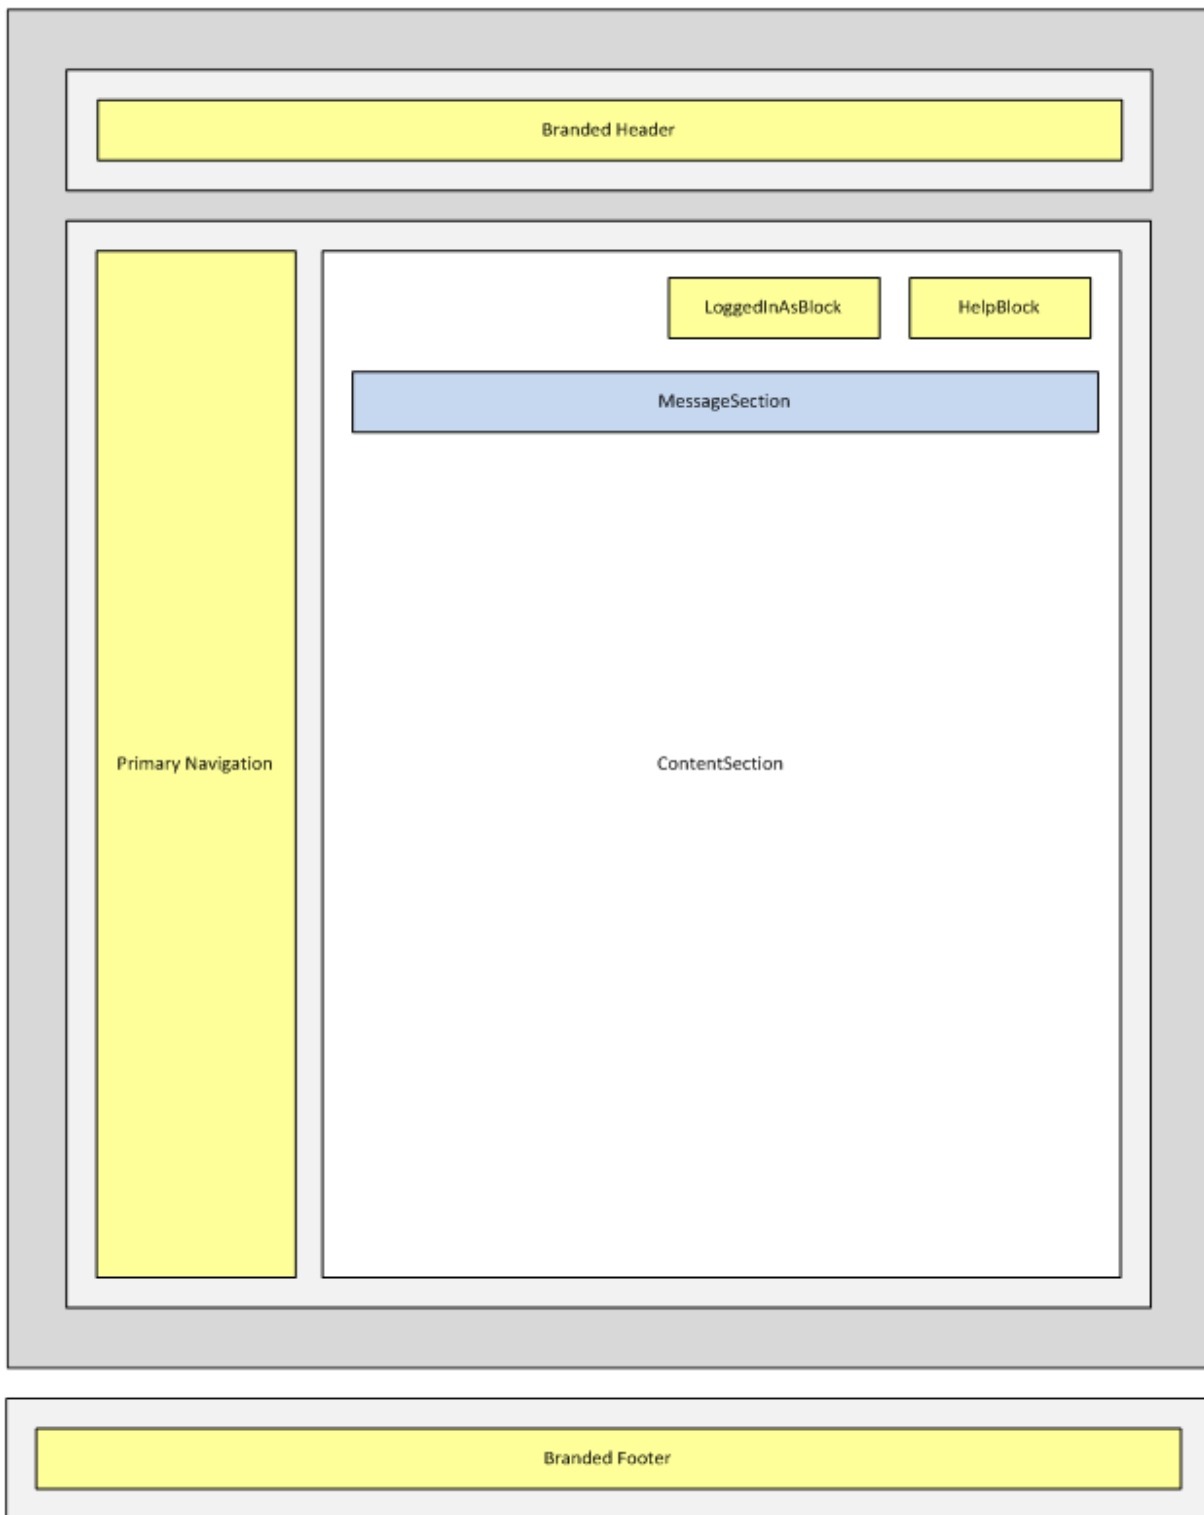 Branded Header
LoggedInAsBlock
HelpBlock
MessageSection
Primary Navigation
ContentSection
Branded Footer